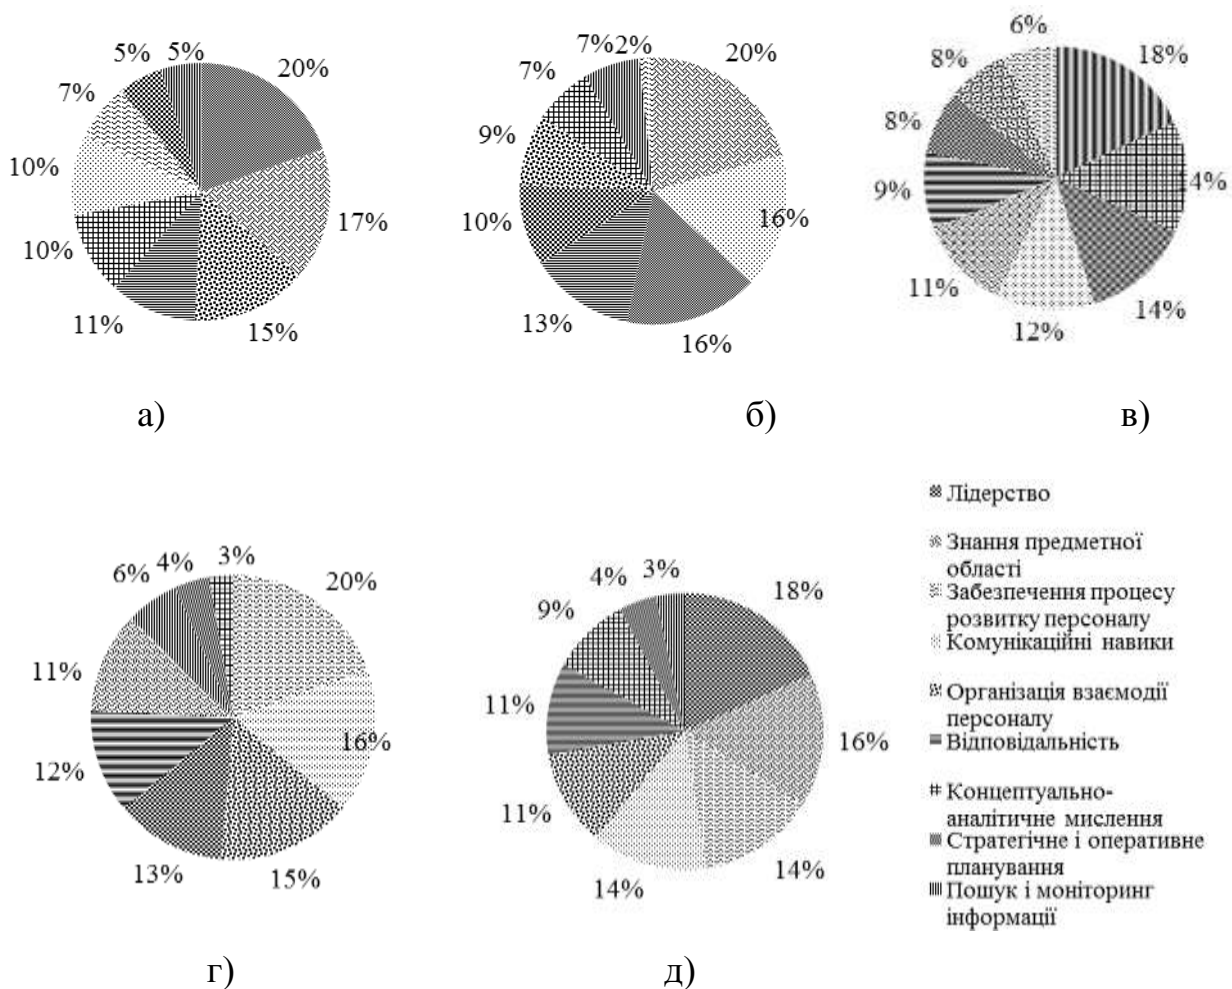 5%
5%
20%
7%
10%
17%
10%
11%
15%
а)
7%
2%
20%
7%
9%
10%
16%
13%
16%
б)
6%
18%
8%
8%
4%
9%
11%
14%
12%
в)
3%
4%
20%
6%
11%
16%
12%
13%
15%
г)
3%
4%
18%
9%
11%
16%
11%
14%
14%
д)
Лідерство
Знання предметної
області
Забезпечення процесу
розвитку персоналу
Комунікаційні навики
Організація взаємодії
персоналу
Відповідальність
Концептуально-
аналітичне мислення
Стратегічне і оперативне
планування
Пошук і моніторинг
інформації